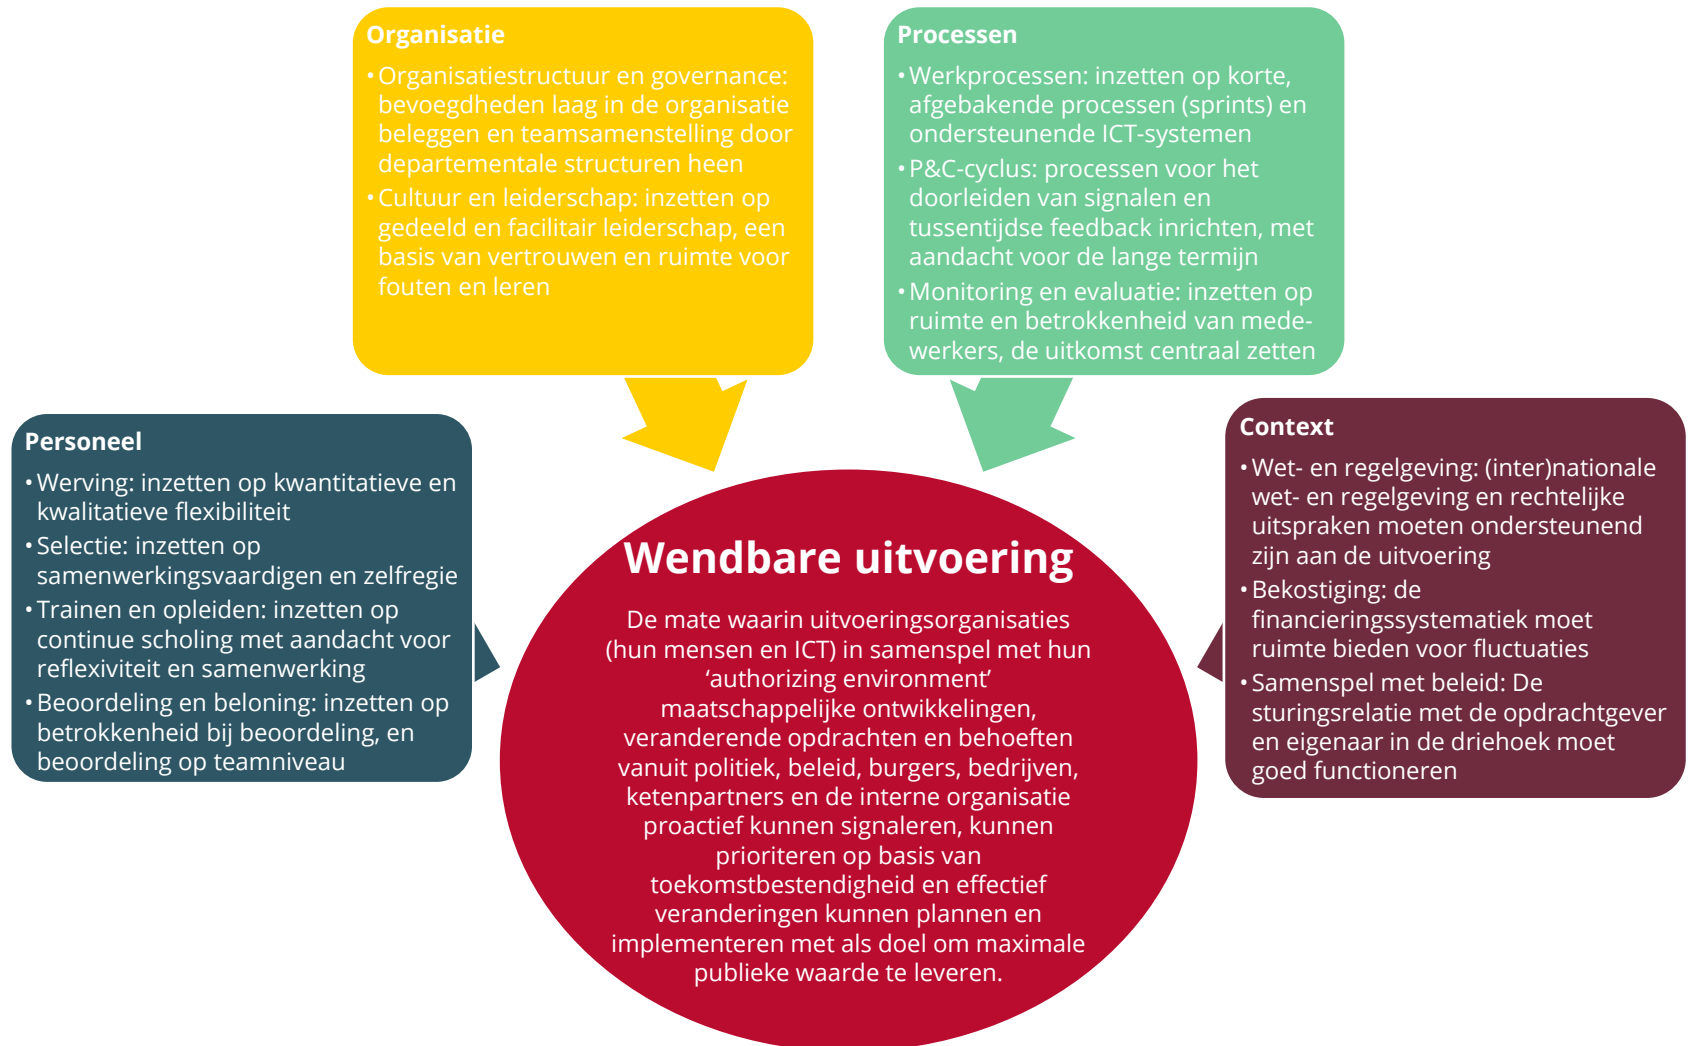 Organisatie
• Organisatiestructuur en governance:
bevoegdheden laag in de organisatie
beleggen en teamsamenstelling door
departementale structuren heen
• Cultuur en leiderschap: inzetten op
gedeeld en facilitair leiderschap, een
basis van vertrouwen en ruimte voor
fouten en leren
Processen
• Werkprocessen: inzetten op korte,
afgebakende processen (sprints) en
ondersteunende ICT-systemen
• P&C-cyclus: processen voor het
doorleiden van signalen en
tussentijdse feedback inrichten, met
aandacht voor de lange termijn
• Monitoring en evaluatie: inzetten op
ruimte en betrokkenheid van mede-
werkers, de uitkomst centraal zetten
Personeel
• Werving: inzetten op kwantitatieve en
kwalitatieve flexibiliteit
• Selectie: inzetten op
samenwerkingsvaardigen en zelfregie
• Trainen en opleiden: inzetten op
continue scholing met aandacht voor
reflexiviteit en samenwerking
• Beoordeling en beloning: inzetten op
betrokkenheid bij beoordeling, en
beoordeling op teamniveau
Context
• Wet- en regelgeving: (inter)nationale
wet- en regelgeving en rechtelijke
uitspraken moeten ondersteunend
zijn aan de uitvoering
• Bekostiging: de
financieringssystematiek moet
ruimte bieden voor fluctuaties
• Samenspel met beleid: De
sturingsrelatie met de opdrachtgever
en eigenaar in de driehoek moet
goed functioneren
Wendbare uitvoering
De mate waarin uitvoeringsorganisaties
(hun mensen en ICT) in samenspel met hun
‘authorizing environment’
maatschappelijke ontwikkelingen,
veranderende opdrachten en behoeften
vanuit politiek, beleid, burgers, bedrijven,
ketenpartners en de interne organisatie
proactief kunnen signaleren, kunnen
prioriteren op basis van
toekomstbestendigheid en effectief
veranderingen kunnen plannen en
implementeren met als doel om maximale
publieke waarde te leveren.